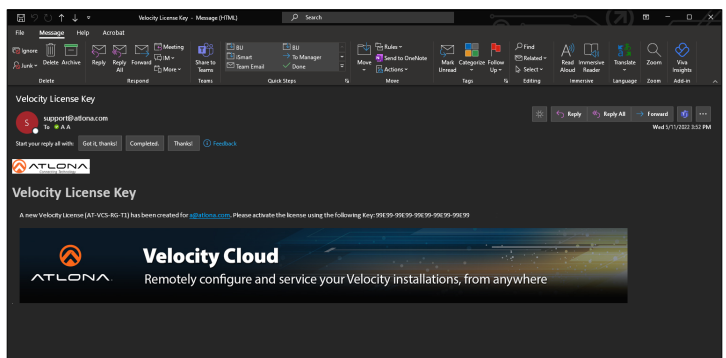 Velocity License Key - Message (HTML)
Search
File Message Help Acrobat
Ignore
Junk
Delete Archive
Reply Reply All Forward
Meeting
IM
More
Share to Teams
BU
iSmart
Team Email
BU
To Manager
Done
Move
Rules
Send to OneNote
Actions
Mark Unread Categorize Follow Up
Find
Related
Select
Read Aloud Immersive Reader
Translate
Zoom
Viva Insights
Delete Respond Teams Quick Steps Move Tags Editing Immersive Language Zoom Add-in
Velocity License Key
S
support@atlona.com
To A A
Reply Reply All Forward
Wed 5/11/2022 3:52 PM
Start your reply all with: Got it, thanks! Completed. Thanks! Feedback
ATLONA
Connecting Technology
Velocity License Key
A new Velocity License (AT-VCS-RG-T1) has been created for a@atlona.com. Please activate the license using the following Key: 99E99-99E99-99E99-99E99-99E99
ATLONA
Velocity Cloud
Remotely configure and service your Velocity installations, from anywhere